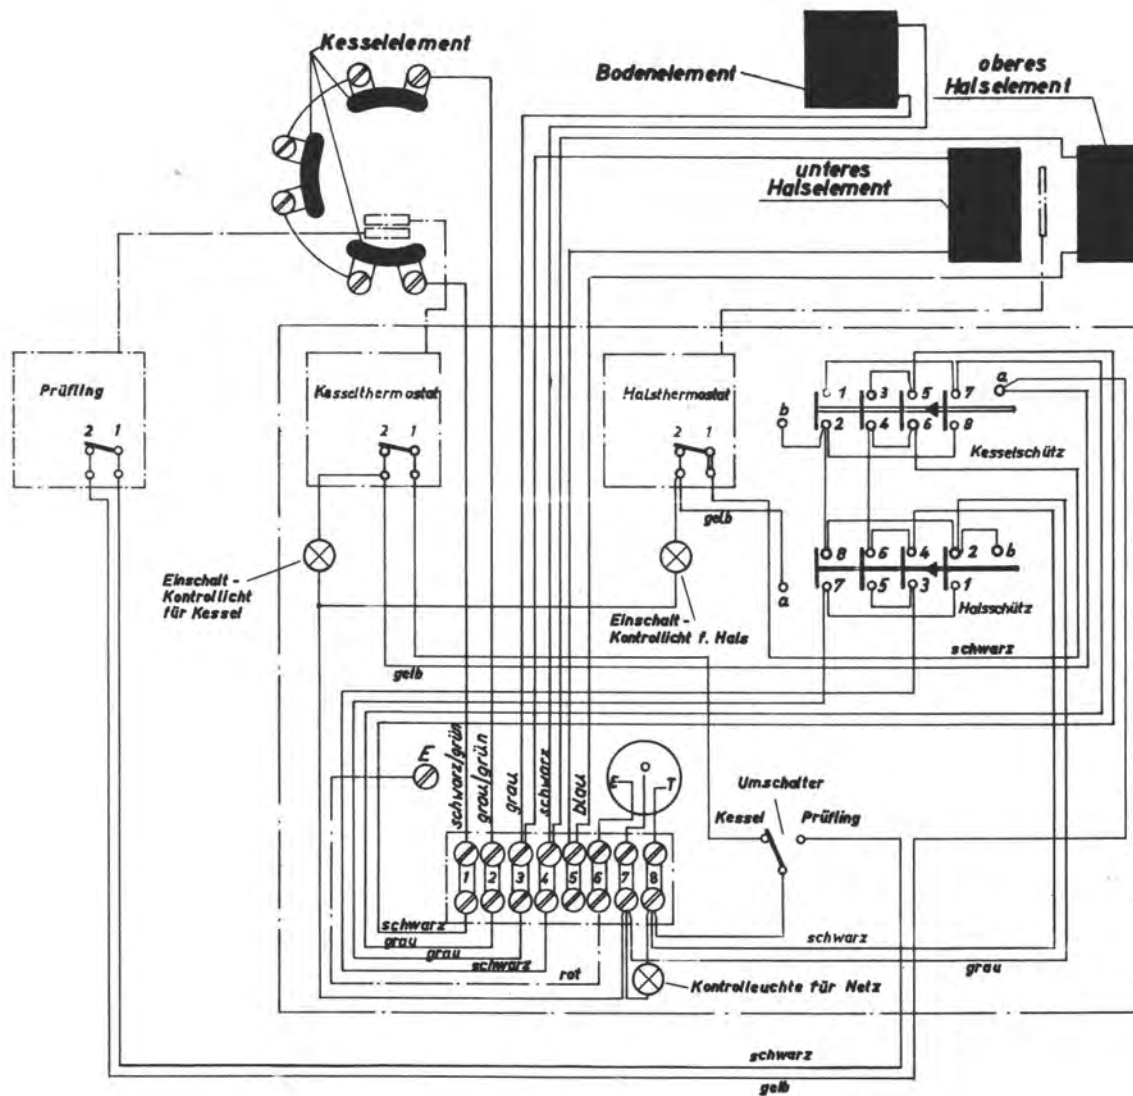 Kesselelement
Bodenelement
oberes
Halselement
unteres
Halselement
Prüfling
2 1
Kesselthermostat
2 1
Halsthermostat
2 1
gelb
1 3 5 7 a
b
2 4 6 8
Kesselschütz
8 6 4 2 b
a
7 5 3 1
Halsschütz
Einschalt-
Kontrollicht
für Kessel
Einschalt-
Kontrollicht f. Hals
schwarz
gelb
E
schwarz/grün
grau/grün
grau
schwarz
blau
E T
Umschalter
Kessel Prüfling
1 2 3 4 5 6 7 8
schwarz
grau
grau
schwarz
rot
schwarz
grau
Kontrolleuchte für Netz
schwarz
gelb